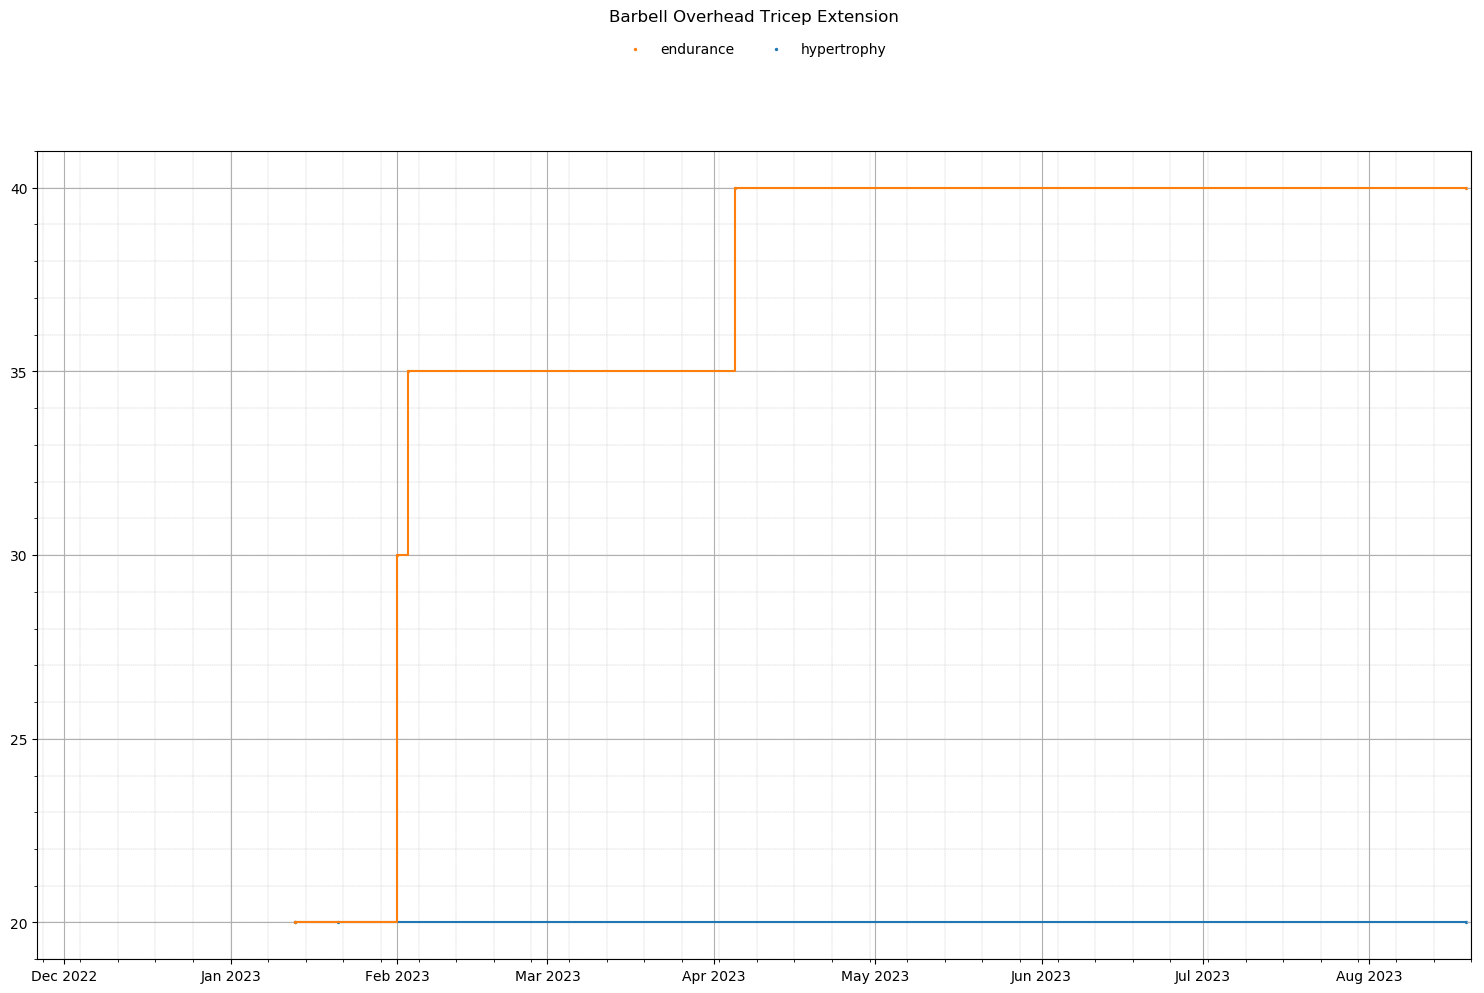 Barbell Overhead Tricep Extension
endurance hypertrophy
40
35
30
25
20
Dec 2022 Jan 2023 Feb 2023 Mar 2023 Apr 2023 May 2023 Jun 2023 Jul 2023 Aug 2023